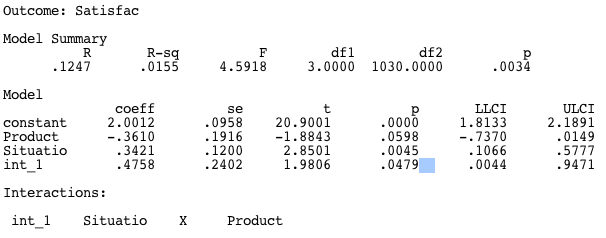 Outcome: Satisfac
Model Summary
R R-sq F df1 df2 p
.1247 .0155 4.5918 3.0000 1030.0000 .0034
Model
coeff se t p LLCI ULCI
constant 2.0012 .0958 20.9001 .0000 1.8133 2.1891
Product -.3610 .1916 -1.8843 .0598 -.7370 .0149
Situatio .3421 .1200 2.8501 .0045 .1066 .5777
int_1 .4758 .2402 1.9806 .0479 .0044 .9471
Interactions:
int_1 Situatio X Product